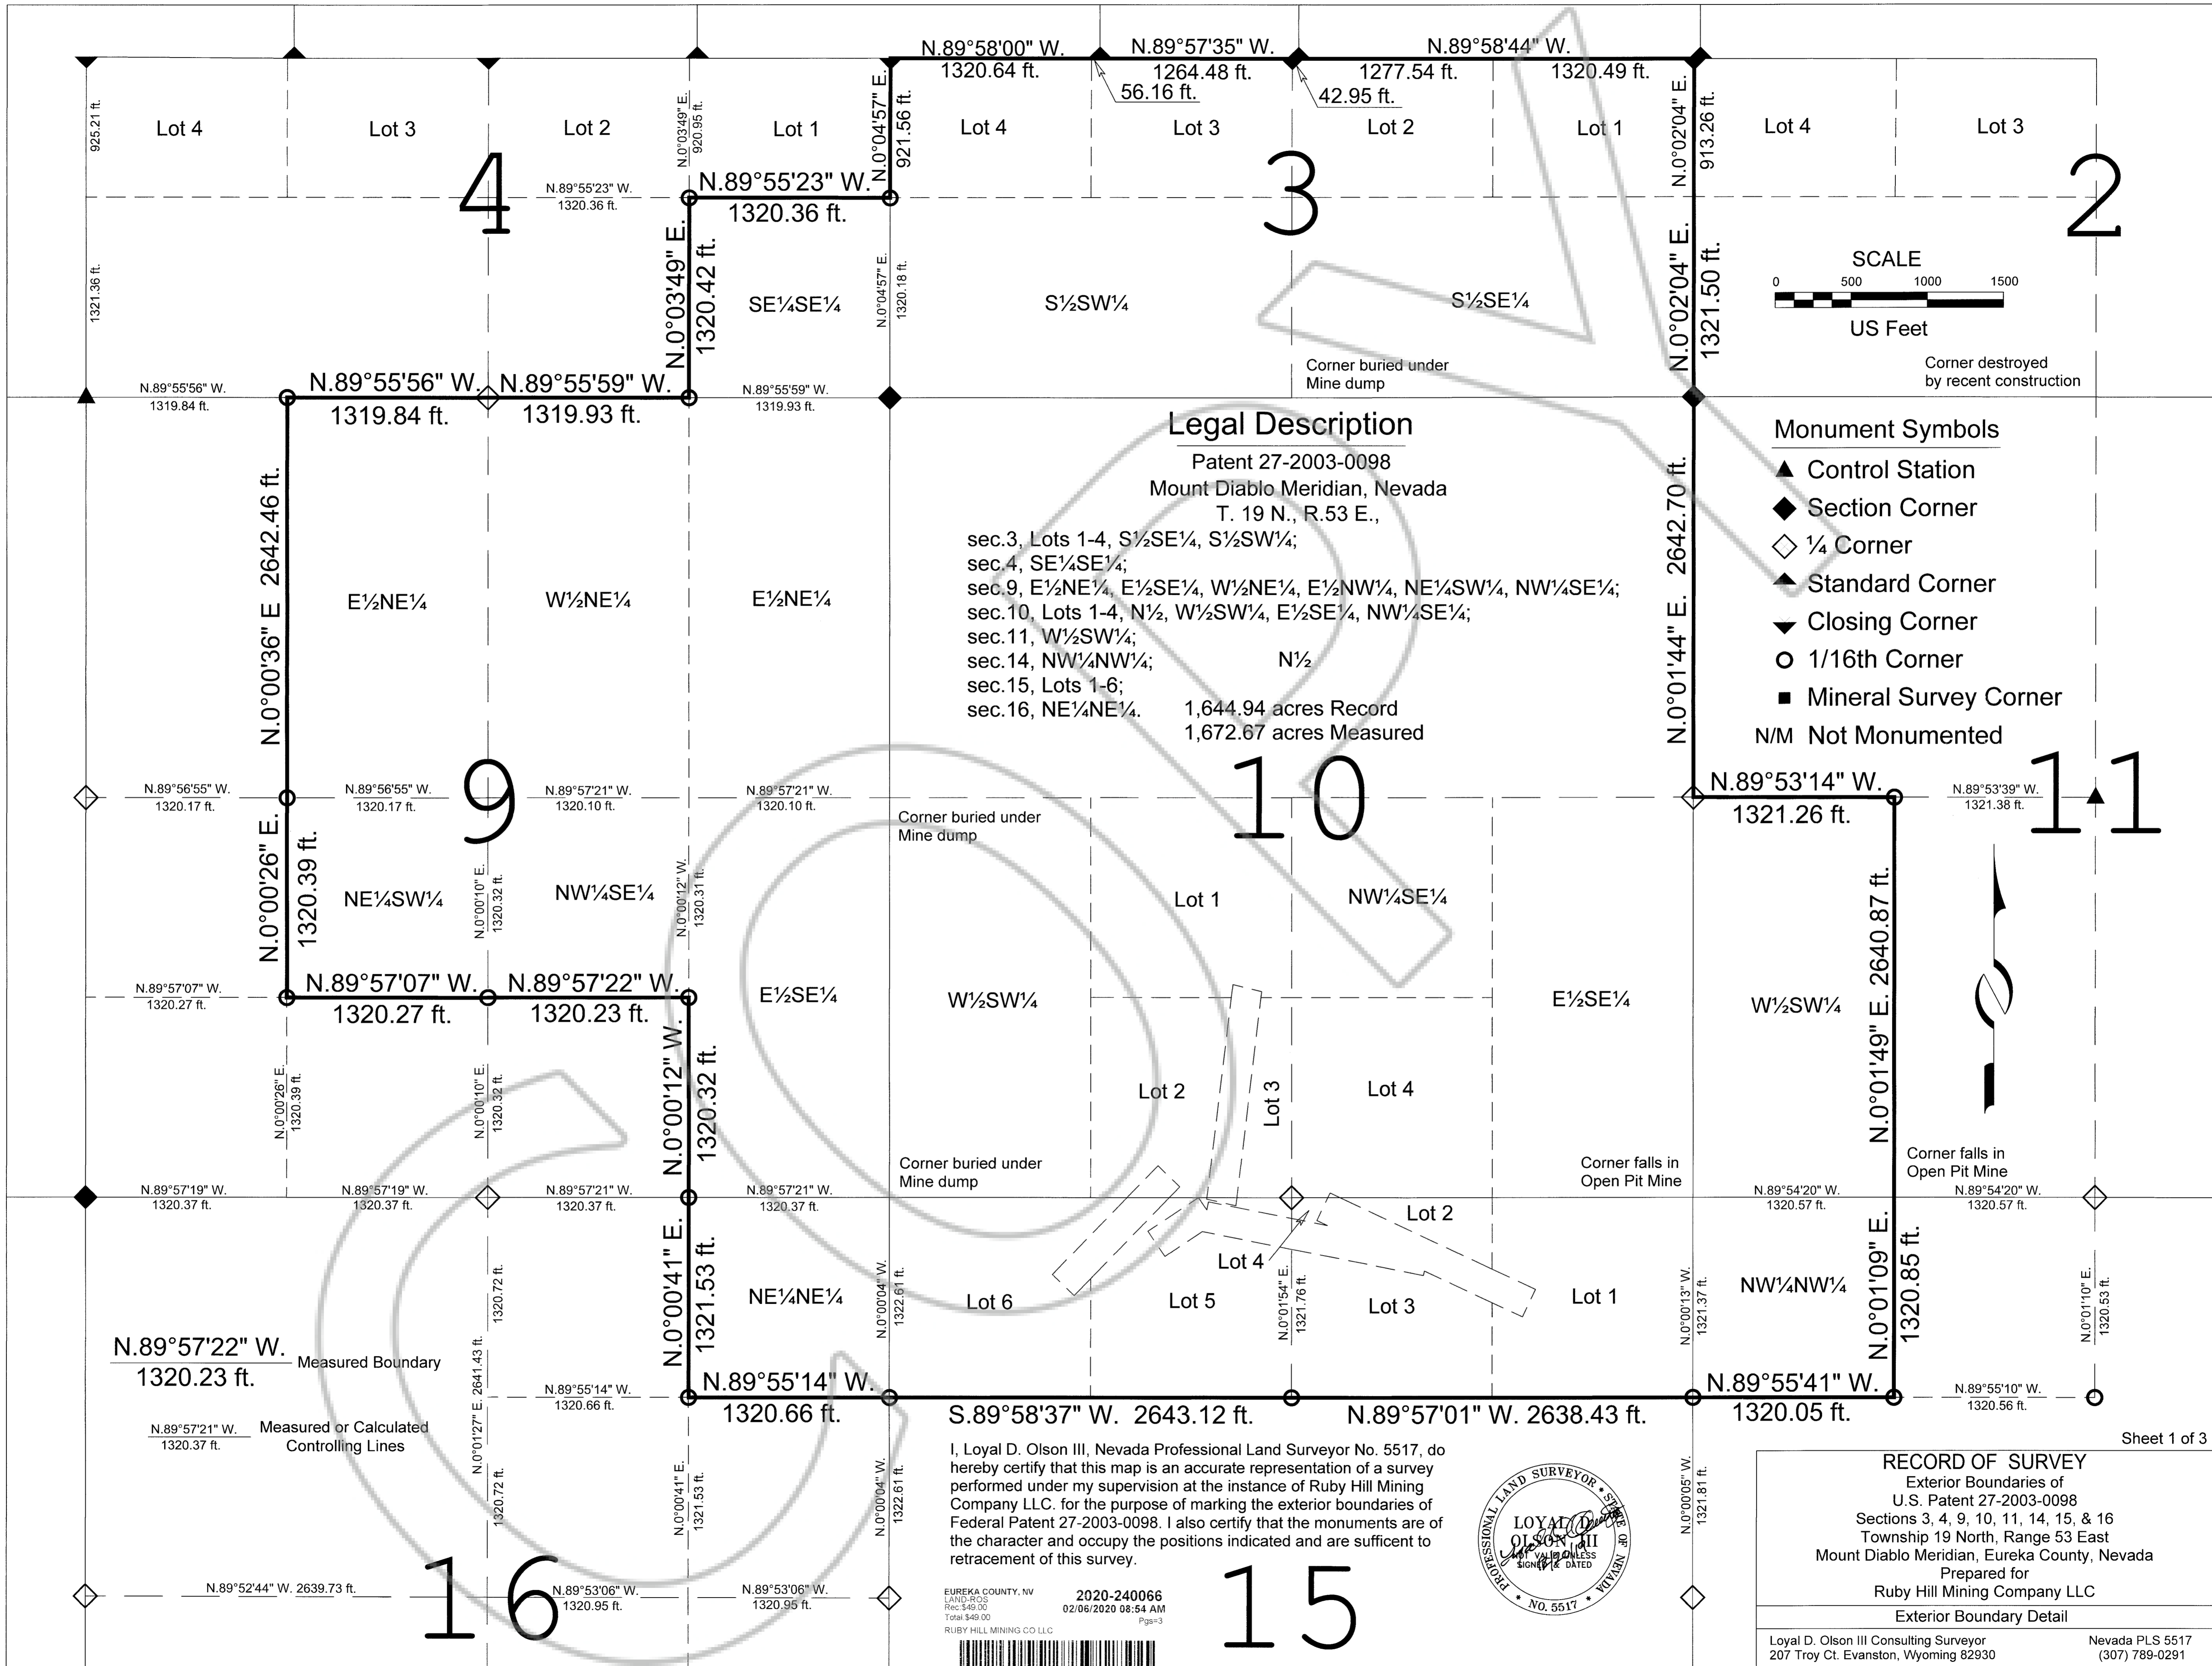 N.89°58'00" W.
1320.64 ft.
N.89°57'35" W.
1264.48 ft.
56.16 ft.
N.89°58'44" W.
1277.54 ft.
1320.49 ft.
42.95 ft.
925.21 ft.
Lot 4
Lot 3
Lot 2
N.0°03'49" E.
920.95 ft.
Lot 1
N.0°04'57" E.
921.56 ft.
Lot 4
Lot 3
Lot 2
Lot 1
N.0°02'04" E.
913.26 ft.
Lot 4
Lot 3
4
3
2
N.89°55'23" W.
1320.36 ft.
N.89°55'23" W.
1320.36 ft.
1321.36 ft.
N.0°03'49" E.
1320.42 ft.
SE¼SE¼
N.0°04'57" E.
1320.18 ft.
S½SW¼
S½SE¼
N.0°02'04" E.
1321.50 ft.
SCALE
0 500 1000 1500
US Feet
Corner buried under
Mine dump
Corner destroyed
by recent construction
N.89°55'56" W.
1319.84 ft.
N.89°55'56" W.
1319.84 ft.
N.89°55'59" W.
1319.93 ft.
N.89°55'59" W.
1319.93 ft.
Legal Description
Patent 27-2003-0098
Mount Diablo Meridian, Nevada
T. 19 N., R.53 E.,
sec.3, Lots 1-4, S½SE¼, S½SW¼;
sec.4, SE¼SE¼;
sec.9, E½NE¼, E½SE¼, W½NE¼, E½NW¼, NE¼SW¼, NW¼SE¼;
sec.10, Lots 1-4, N½, W½SW¼, E½SE¼, NW¼SE¼;
sec.11, W½SW¼;
sec.14, NW¼NW¼;
N½
sec.15, Lots 1-6;
sec.16, NE¼NE¼.
1,644.94 acres Record
1,672.67 acres Measured
Monument Symbols
Control Station
Section Corner
¼ Corner
Standard Corner
Closing Corner
1/16th Corner
Mineral Survey Corner
N/M Not Monumented
N.0°00'36" E 2642.46 ft.
E½NE¼
W½NE¼
E½NE¼
N.0°01'44" E. 2642.70 ft.
9
10
11
N.89°56'55" W.
1320.17 ft.
N.89°56'55" W.
1320.17 ft.
N.89°57'21" W.
1320.10 ft.
N.89°57'21" W.
1320.10 ft.
Corner buried under
Mine dump
N.89°53'14" W.
1321.26 ft.
N.89°53'39" W.
1321.38 ft.
N.0°00'26" E.
1320.39 ft.
NE¼SW¼
N.0°00'10" E.
1320.32 ft.
NW¼SE¼
N.0°00'12" W.
1320.31 ft.
Lot 1
NW¼SE¼
N.89°57'07" W.
1320.27 ft.
N.89°57'07" W.
1320.27 ft.
N.89°57'22" W.
1320.23 ft.
E½SE¼
W½SW¼
E½SE¼
W½SW¼
N.0°01'49" E. 2640.87 ft.
N.0°00'26" E.
1320.39 ft.
N.0°00'10" E.
1320.32 ft.
N.0°00'12" W.
1320.32 ft.
Lot 2
Lot 3
Lot 4
Corner buried under
Mine dump
Corner falls in
Open Pit Mine
Corner falls in
Open Pit Mine
N.89°57'19" W.
1320.37 ft.
N.89°57'19" W.
1320.37 ft.
N.89°57'21" W.
1320.37 ft.
N.89°57'21" W.
1320.37 ft.
N.89°54'20" W.
1320.57 ft.
N.89°54'20" W.
1320.57 ft.
1320.72 ft.
N.0°00'41" E.
1321.53 ft.
NE¼NE¼
N.0°00'04" W.
1322.61 ft.
Lot 6
Lot 5
Lot 4
N.0°01'54" E.
1321.76 ft.
Lot 2
Lot 3
Lot 1
N.0°00'13" W.
1321.37 ft.
NW¼NW¼
N.0°01'09" E.
1320.85 ft.
N.0°01'10" E.
1320.53 ft.
N.89°57'22" W.
1320.23 ft.
Measured Boundary
N.89°57'21" W.
1320.37 ft.
Measured or Calculated
Controlling Lines
N.0°01'27" E. 2641.43 ft.
N.89°55'14" W.
1320.66 ft.
N.89°55'14" W.
1320.66 ft.
S.89°58'37" W. 2643.12 ft.
N.89°57'01" W. 2638.43 ft.
N.89°55'41" W.
1320.05 ft.
N.89°55'10" W.
1320.56 ft.
1320.72 ft.
N.0°00'41" E.
1321.53 ft.
N.0°00'04" W.
1322.61 ft.
N.0°00'05" W.
1321.81 ft.
I, Loyal D. Olson III, Nevada Professional Land Surveyor No. 5517, do
hereby certify that this map is an accurate representation of a survey
performed under my supervision at the instance of Ruby Hill Mining
Company LLC. for the purpose of marking the exterior boundaries of
Federal Patent 27-2003-0098. I also certify that the monuments are of
the character and occupy the positions indicated and are sufficent to
retracement of this survey.
PROFESSIONAL LAND SURVEYOR * STATE OF NEVADA
LOYAL D.
OLSON III
NOT VALID UNLESS
SIGNED & DATED
* NO. 5517 *
16
15
N.89°52'44" W. 2639.73 ft.
N.89°53'06" W.
1320.95 ft.
N.89°53'06" W.
1320.95 ft.
EUREKA COUNTY, NV
LAND-ROS
Rec:$49.00
Total:$49.00
RUBY HILL MINING CO LLC
2020-240066
02/06/2020 08:54 AM
Pgs=3
Sheet 1 of 3
RECORD OF SURVEY
Exterior Boundaries of
U.S. Patent 27-2003-0098
Sections 3, 4, 9, 10, 11, 14, 15, & 16
Township 19 North, Range 53 East
Mount Diablo Meridian, Eureka County, Nevada
Prepared for
Ruby Hill Mining Company LLC
Exterior Boundary Detail
Loyal D. Olson III Consulting Surveyor
207 Troy Ct. Evanston, Wyoming 82930
Nevada PLS 5517
(307) 789-0291
COPY